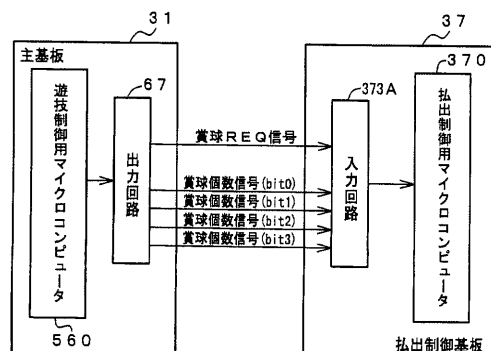 31
主基板
遊技制御用マイクロコンピュータ
560
67
出力回路
賞球REQ信号
賞球個数信号(bit0)
賞球個数信号(bit1)
賞球個数信号(bit2)
賞球個数信号(bit3)
37
370
373A
入力回路
払出制御用マイクロコンピュータ
払出制御基板